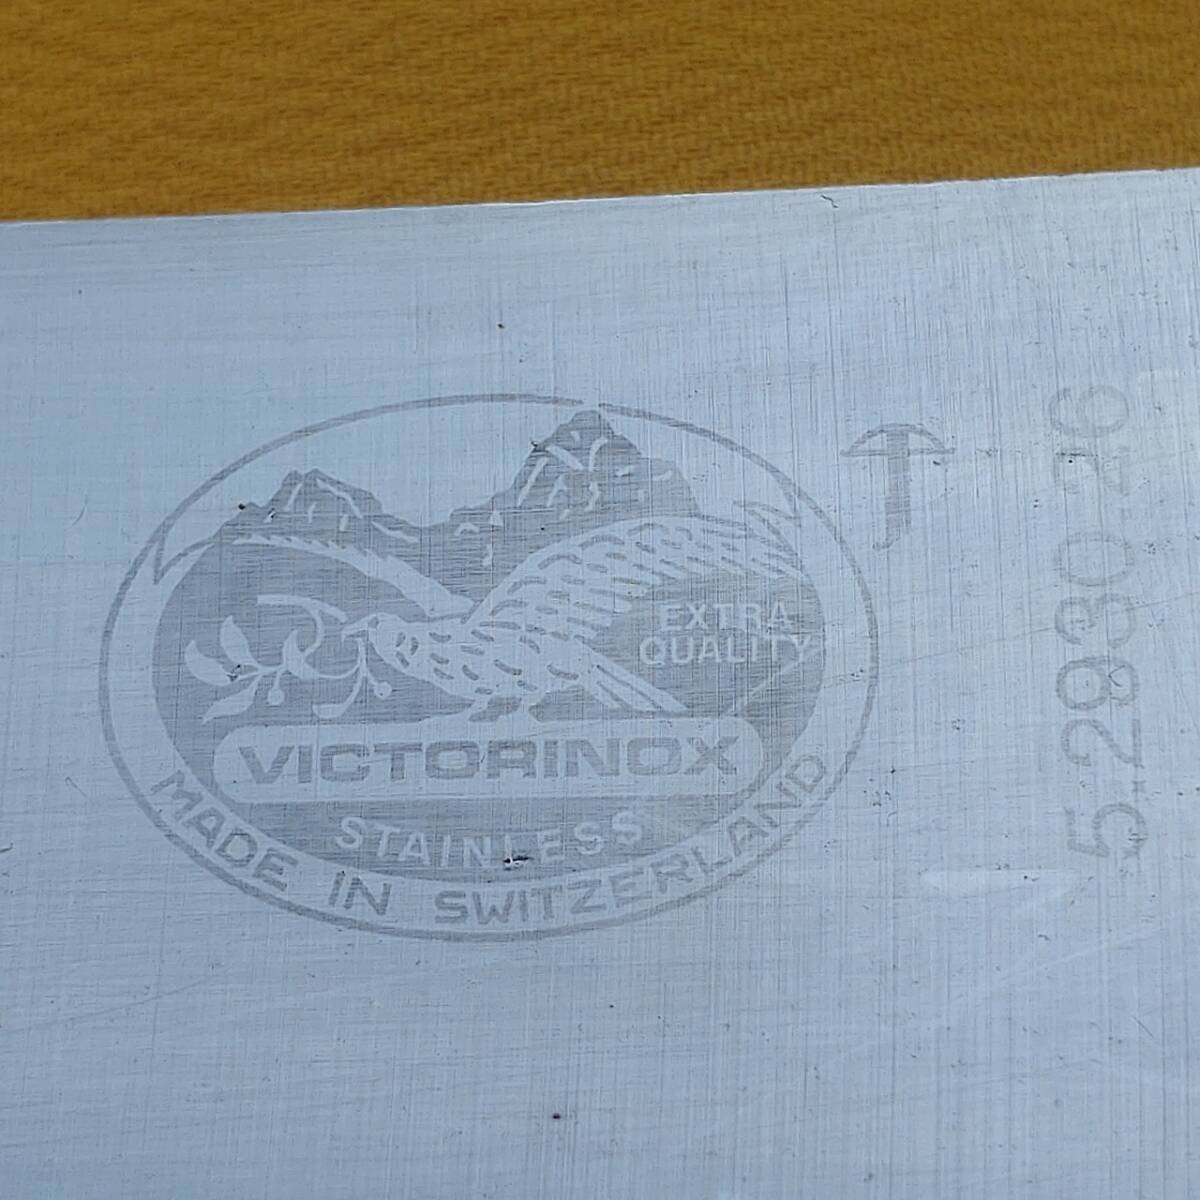 EXTRA
QUALITY
VICTORINOX
STAINLESS
MADE IN SWITZERLAND
5.2930.26